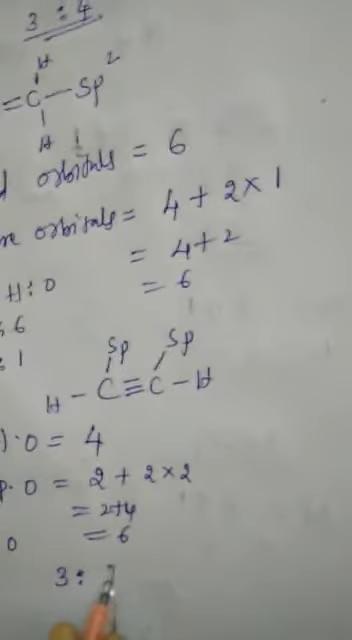 3 : 4
H
= C — Sp²
H
orbitals = 6
orbitals = 4 + 2 × 1
= 4 + 2
H : O
= 6
6
1
Sp Sp
H - C ≡ C - H
). O = 4
P. O = 2 + 2 × 2
= 2+4
O
= 6
3 :